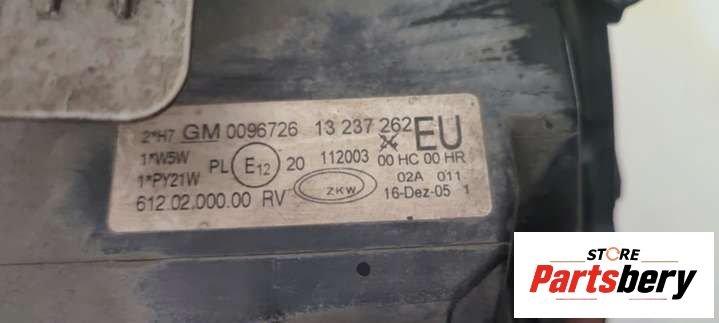 2*H7 GM 0096726 13 237 262 EU
1*W5W PL E12 20 112003 00 HC 00 HR
1*PY21W ZKW 02A 011
612.02.000.00 RV 16-Dez-05 1
STORE
Partsbery